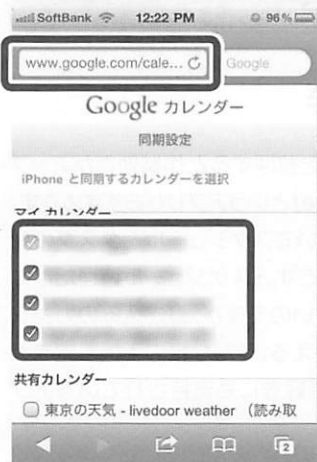 SoftBank 12:22 PM 96%
www.google.com/cale... Google
Google カレンダー
同期設定
iPhone と同期するカレンダーを選択
マイ カレンダー
共有カレンダー
東京の天気 - livedoor weather （読み取
2